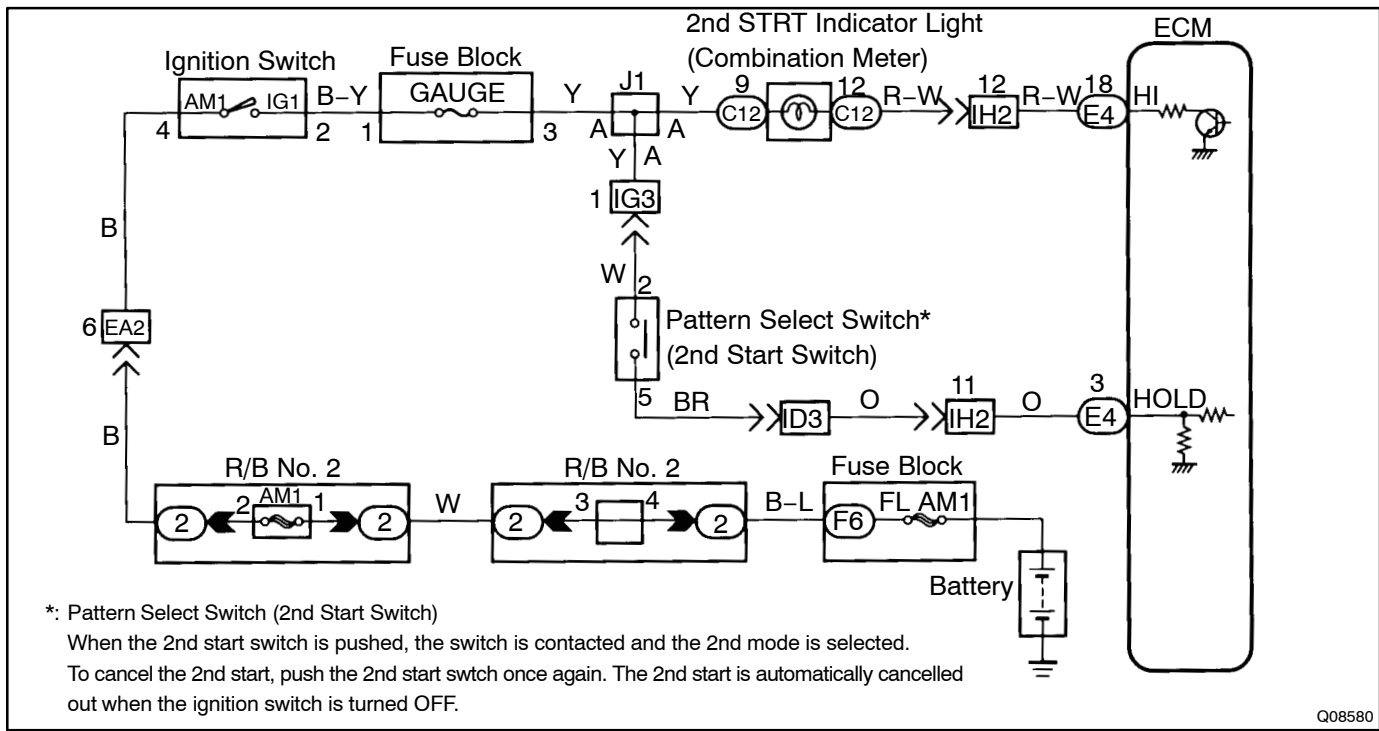 2nd STRT Indicator Light
(Combination Meter)
ECM
Ignition Switch
Fuse Block
AM1 IG1
B–Y
GAUGE
Y
J1
Y
9
12
R–W
12
R–W
18
HI
4
2
1
3
A
A
C12
C12
IH2
E4
Y
A
1
IG3
B
W
2
6
EA2
Pattern Select Switch*
(2nd Start Switch)
5
BR
ID3
O
11
IH2
O
3
E4
HOLD
B
R/B No. 2
R/B No. 2
Fuse Block
2
2
AM1
1
2
W
2
3
4
2
B–L
F6
FL AM1
Battery
*: Pattern Select Switch (2nd Start Switch)
When the 2nd start switch is pushed, the switch is contacted and the 2nd mode is selected.
To cancel the 2nd start, push the 2nd start swtch once again. The 2nd start is automatically cancelled
out when the ignition switch is turned OFF.
Q08580